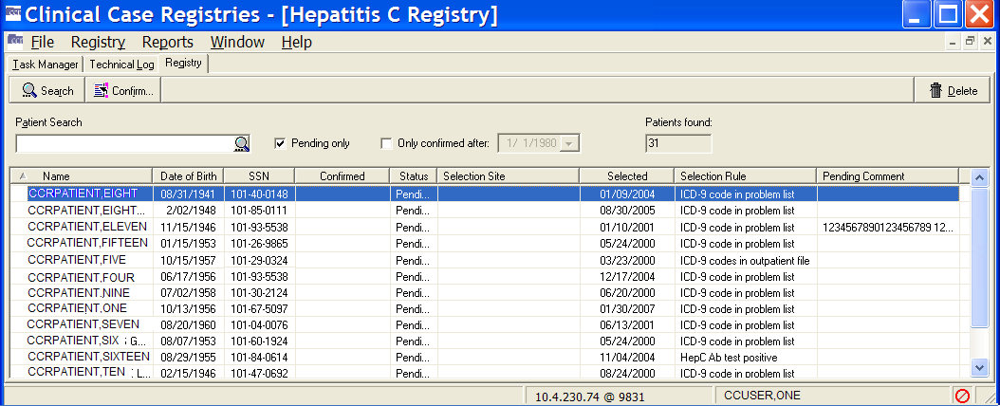 Clinical Case Registries - [Hepatitis C Registry]
File Registry Reports Window Help
Task Manager Technical Log Registry
Search Confirm... Delete
Patient Search Patients found:
Pending only Only confirmed after: 1/ 1/1980 31
Name Date of Birth SSN Confirmed Status Selection Site Selected Selection Rule Pending Comment
CCRPATIENT,EIGHT 08/31/1941 101-40-0148 Pendi... 01/09/2004 ICD-9 code in problem list
CCRPATIENT,EIGHT... 2/02/1948 101-85-0111 Pendi... 08/30/2005 ICD-9 code in problem list
CCRPATIENT,ELEVEN 11/15/1946 101-93-5538 Pendi... 01/10/2001 ICD-9 code in problem list 1234567890123456789 12...
CCRPATIENT,FIFTEEN 01/15/1953 101-26-9865 Pendi... 05/24/2000 ICD-9 code in problem list
CCRPATIENT,FIVE 10/15/1957 101-29-0324 Pendi... 03/23/2000 ICD-9 codes in outpatient file
CCRPATIENT,FOUR 06/17/1956 101-93-5538 Pendi... 12/17/2004 ICD-9 code in problem list
CCRPATIENT,NINE 07/02/1958 101-30-2124 Pendi... 06/20/2000 ICD-9 code in problem list
CCRPATIENT,ONE 10/13/1956 101-67-5097 Pendi... 01/30/2007 ICD-9 code in problem list
CCRPATIENT,SEVEN 08/20/1960 101-04-0076 Pendi... 06/13/2001 ICD-9 code in problem list
CCRPATIENT,SIX ; G... 08/07/1953 101-60-1924 Pendi... 05/24/2000 ICD-9 code in problem list
CCRPATIENT,SIXTEEN 08/29/1955 101-84-0614 Pendi... 11/04/2004 HepC Ab test positive
CCRPATIENT,TEN : L... 02/15/1946 101-47-0692 Pendi... 08/24/2000 ICD-9 code in problem list
10.4.230.74 @ 9831 CCUSER,ONE